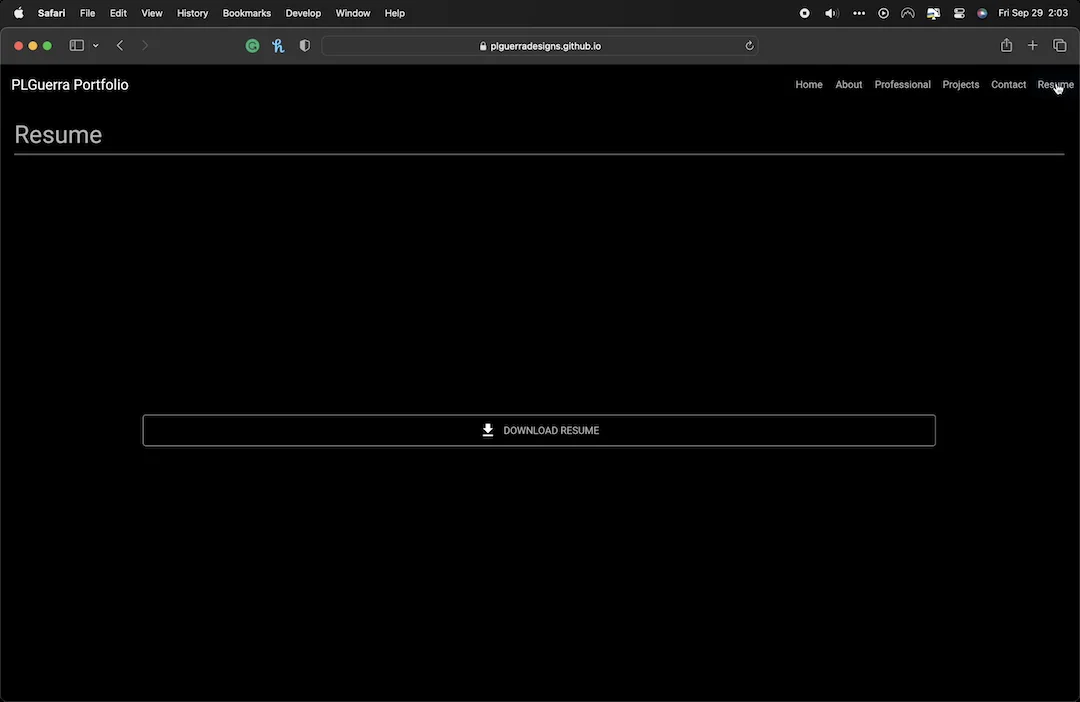 Safari File Edit View History Bookmarks Develop Window Help Fri Sep 29 2:03
plguerradesigns.github.io
PLGuerra Portfolio Home About Professional Projects Contact Resume
Resume
DOWNLOAD RESUME